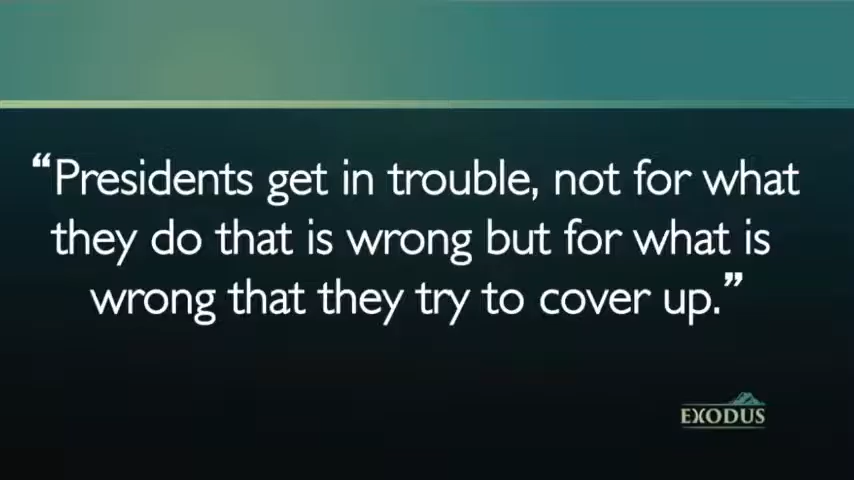 “Presidents get in trouble, not for what
they do that is wrong but for what is
wrong that they try to cover up.”
EXODUS